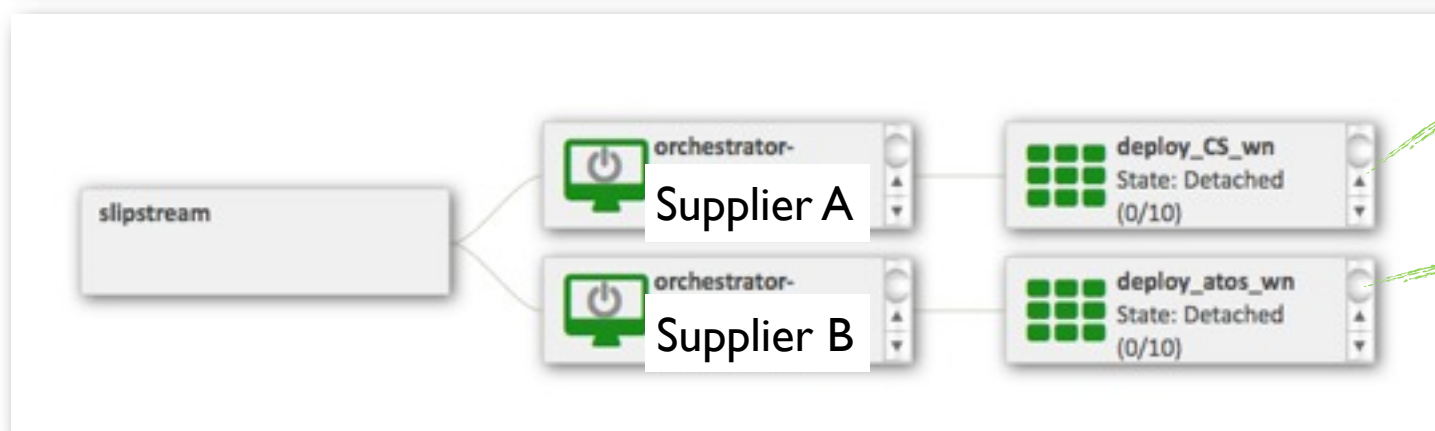 slipstream
orchestrator-
Supplier A
deploy_CS_wn
State: Detached
(0/10)
orchestrator-
Supplier B
deploy_atos_wn
State: Detached
(0/10)